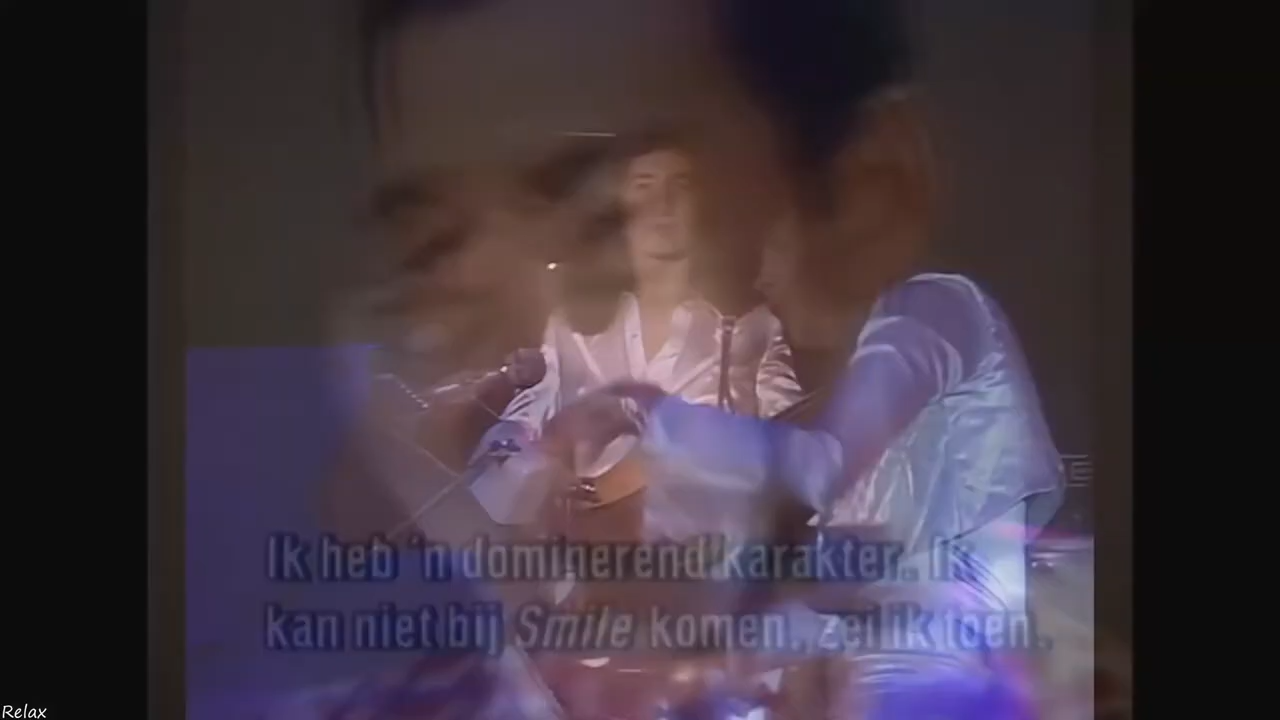 Ik heb 'n dominerend karakter. Ik
kan niet bij Smile komen, zei ik toen.
Relax